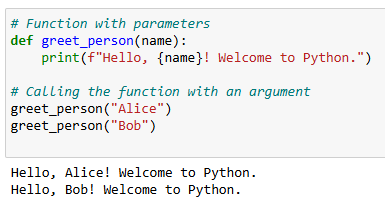 # Function with parameters
def greet_person(name):
    print(f"Hello, {name}! Welcome to Python.")
# Calling the function with an argument
greet_person("Alice")
greet_person("Bob")
Hello, Alice! Welcome to Python.
Hello, Bob! Welcome to Python.